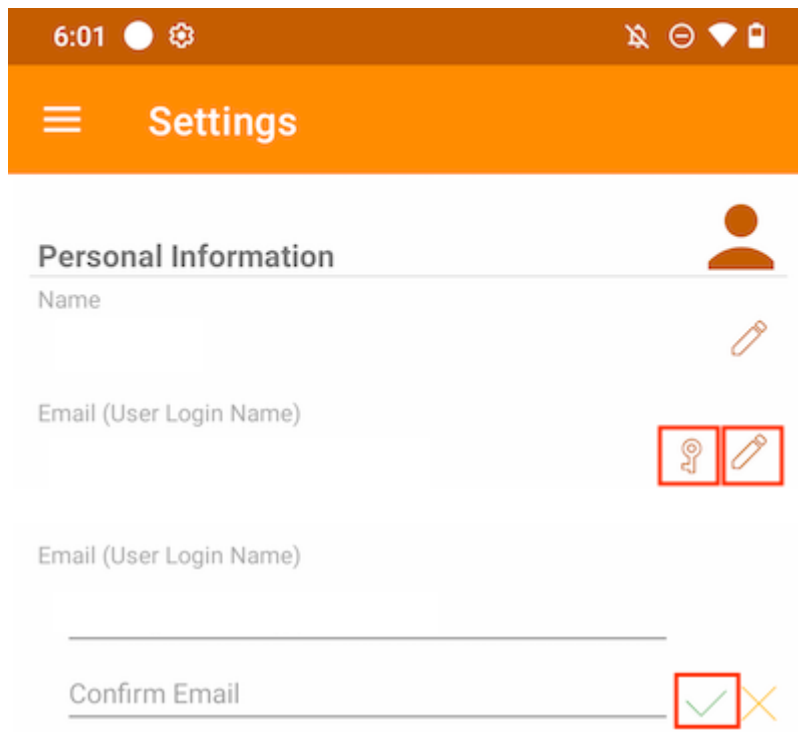 6:01
Settings
Personal Information
Name
Email (User Login Name)
Email (User Login Name)
Confirm Email